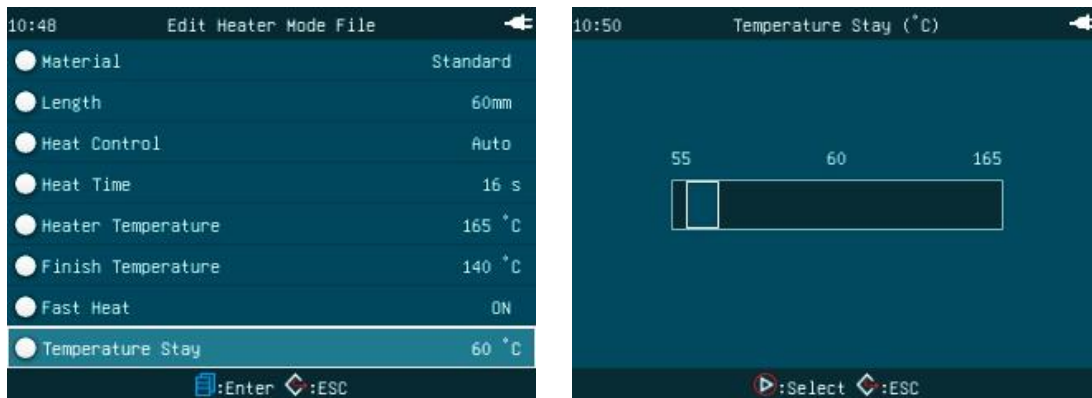 10:48 Edit Heater Mode File
Material Standard
Length 60mm
Heat Control Auto
Heat Time 16 s
Heater Temperature 165 °C
Finish Temperature 140 °C
Fast Heat ON
Temperature Stay 60 °C
:Enter :ESC
10:50 Temperature Stay (°C)
55 60 165
:Select :ESC